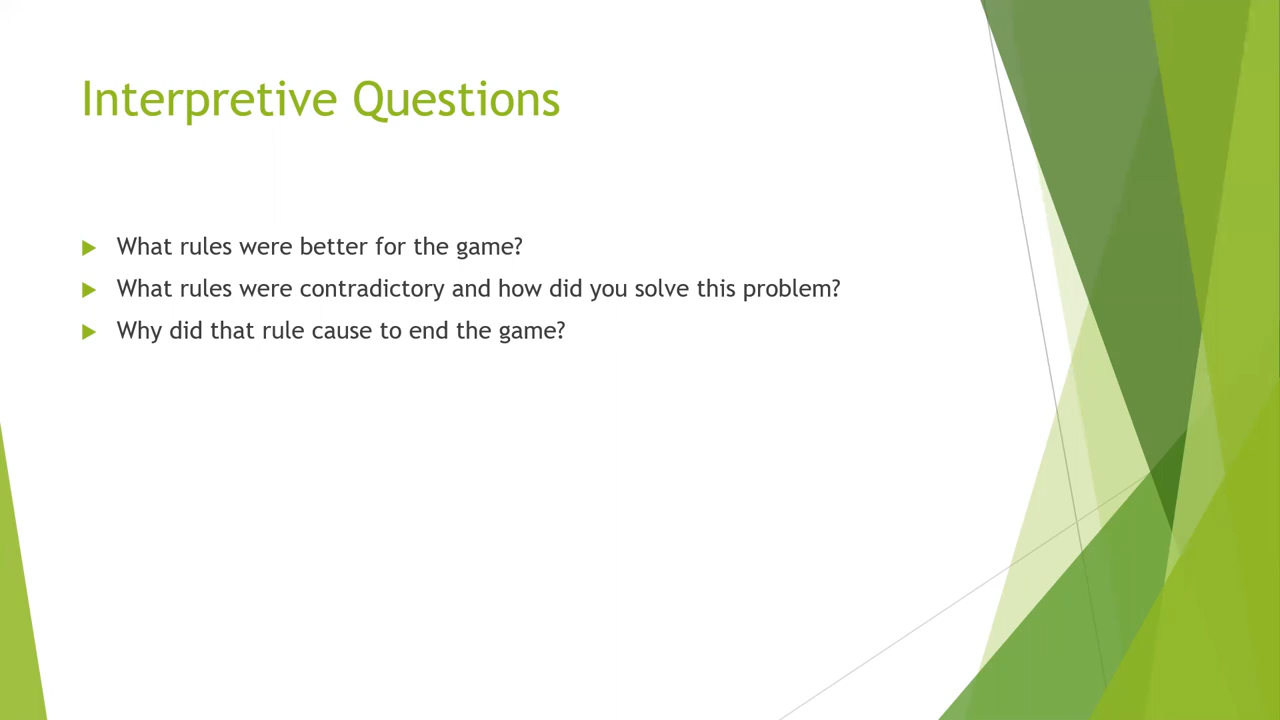 Interpretive Questions
What rules were better for the game?
What rules were contradictory and how did you solve this problem?
Why did that rule cause to end the game?